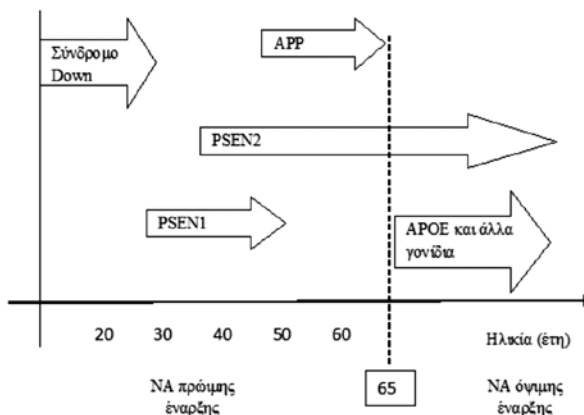 Σύνδρομο
Down
APP
PSEN2
PSEN1
APOE και άλλα
γονίδια
20 30 40 50 60 Ηλικία (έτη)
65
ΝΑ πρώιμης
έναρξης
ΝΑ όψιμης
έναρξης